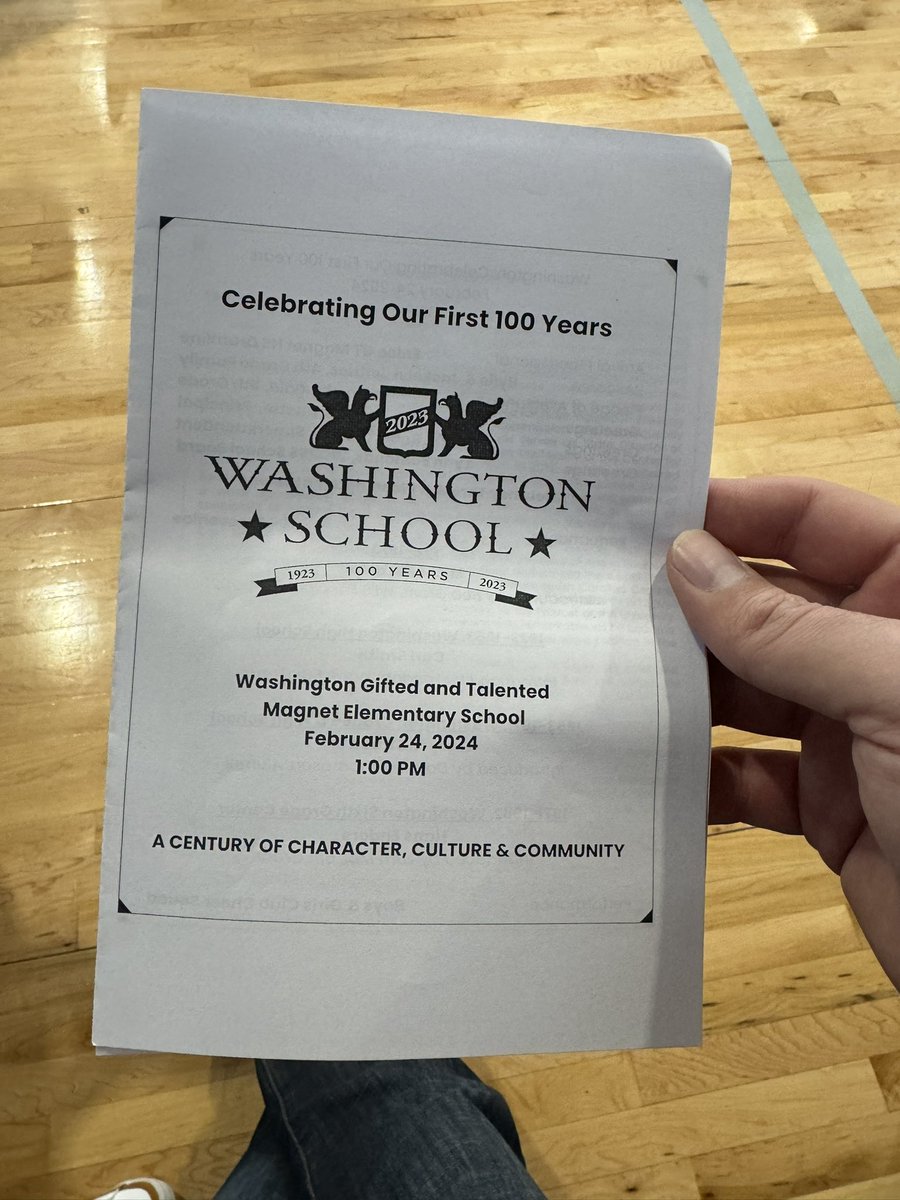 Celebrating Our First 100 Years
2023
WASHINGTON
SCHOOL
1923 100 YEARS 2023
Washington Gifted and Talented
Magnet Elementary School
February 24, 2024
1:00 PM
A CENTURY OF CHARACTER, CULTURE & COMMUNITY